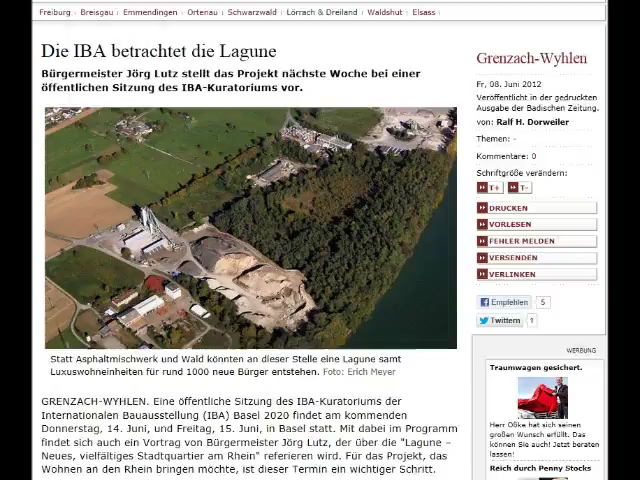 Freiburg Breisgau Emmendingen Ortenau Schwarzwald Lörrach & Dreiland Waldshut Elsass
Die IBA betrachtet die Lagune
Bürgermeister Jörg Lutz stellt das Projekt nächste Woche bei einer
öffentlichen Sitzung des IBA-Kuratoriums vor.
Statt Asphaltmischwerk und Wald könnten an dieser Stelle eine Lagune samt
Luxuswohneinheiten für rund 1000 neue Bürger entstehen. Foto: Erich Meyer
GRENZACH-WYHLEN. Eine öffentliche Sitzung des IBA-Kuratoriums der
Internationalen Bauausstellung (IBA) Basel 2020 findet am kommenden
Donnerstag, 14. Juni, und Freitag, 15. Juni, in Basel statt. Mit dabei im Programm
findet sich auch ein Vortrag von Bürgermeister Jörg Lutz, der über die "Lagune –
Neues, vielfältiges Stadtquartier am Rhein" referieren wird. Für das Projekt, das
Wohnen an den Rhein bringen möchte, ist dieser Termin ein wichtiger Schritt.
Grenzach-Wyhlen
Fr, 08. Juni 2012
Veröffentlicht in der gedruckten
Ausgabe der Badischen Zeitung.
von: Ralf H. Dorweiler
Themen: -
Kommentare: 0
Schriftgröße verändern:
T+ T-
DRUCKEN
VORLESEN
FEHLER MELDEN
VERSENDEN
VERLINKEN
Empfehlen 5
Twittern 1
WERBUNG
Traumwagen gesichert.
Herr Oßke hat sich seinen
großen Wunsch erfüllt. Das
können Sie auch! Jetzt beraten
lassen!
Reich durch Penny Stocks